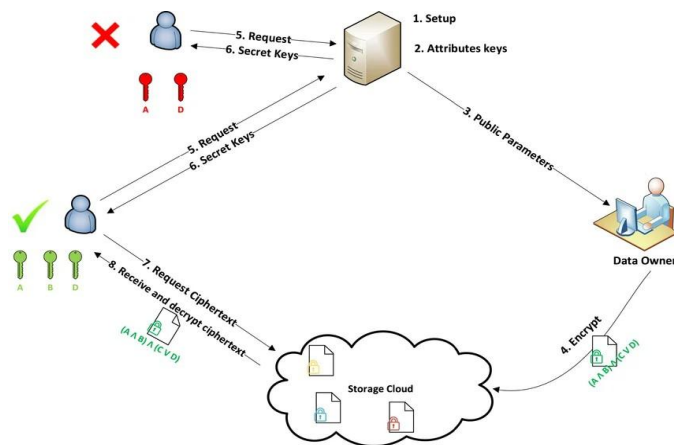 1. Setup
5. Request
6. Secret Keys
2. Attributes keys
A D
3. Public Parameters
5. Request
6. Secret Keys
A B D
Data Owner
7. Request Ciphertext
8. Receive and decrypt ciphertext
(A ∧ B) ∧ (C ∨ D)
4. Encrypt
(A ∧ B) ∧ (C ∨ D)
Storage Cloud